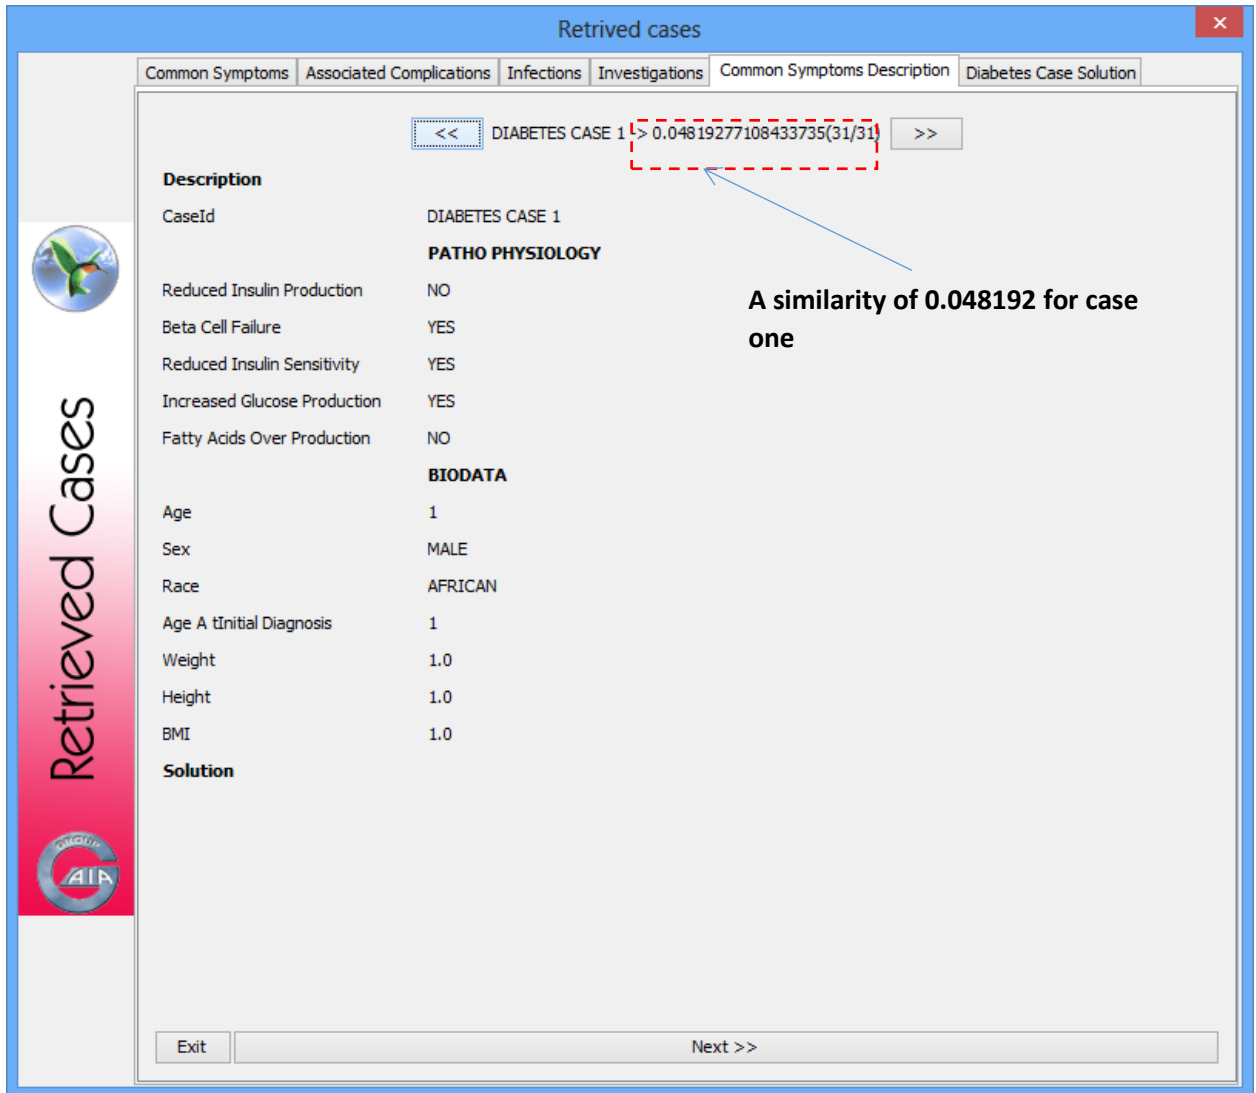 Retrived cases
×
Common Symptoms Associated Complications Infections Investigations Common Symptoms Description Diabetes Case Solution
<< DIABETES CASE 1 -> 0.04819277108433735(31/31) >>
Description
CaseId DIABETES CASE 1
PATHO PHYSIOLOGY
Reduced Insulin Production NO
A similarity of 0.048192 for case
one
Beta Cell Failure YES
Reduced Insulin Sensitivity YES
Increased Glucose Production YES
Fatty Acids Over Production NO
BIODATA
Age 1
Sex MALE
Race AFRICAN
Age A tInitial Diagnosis 1
Weight 1.0
Height 1.0
BMI 1.0
Solution
Retrieved Cases
GROUP
GAIA
Exit Next >>